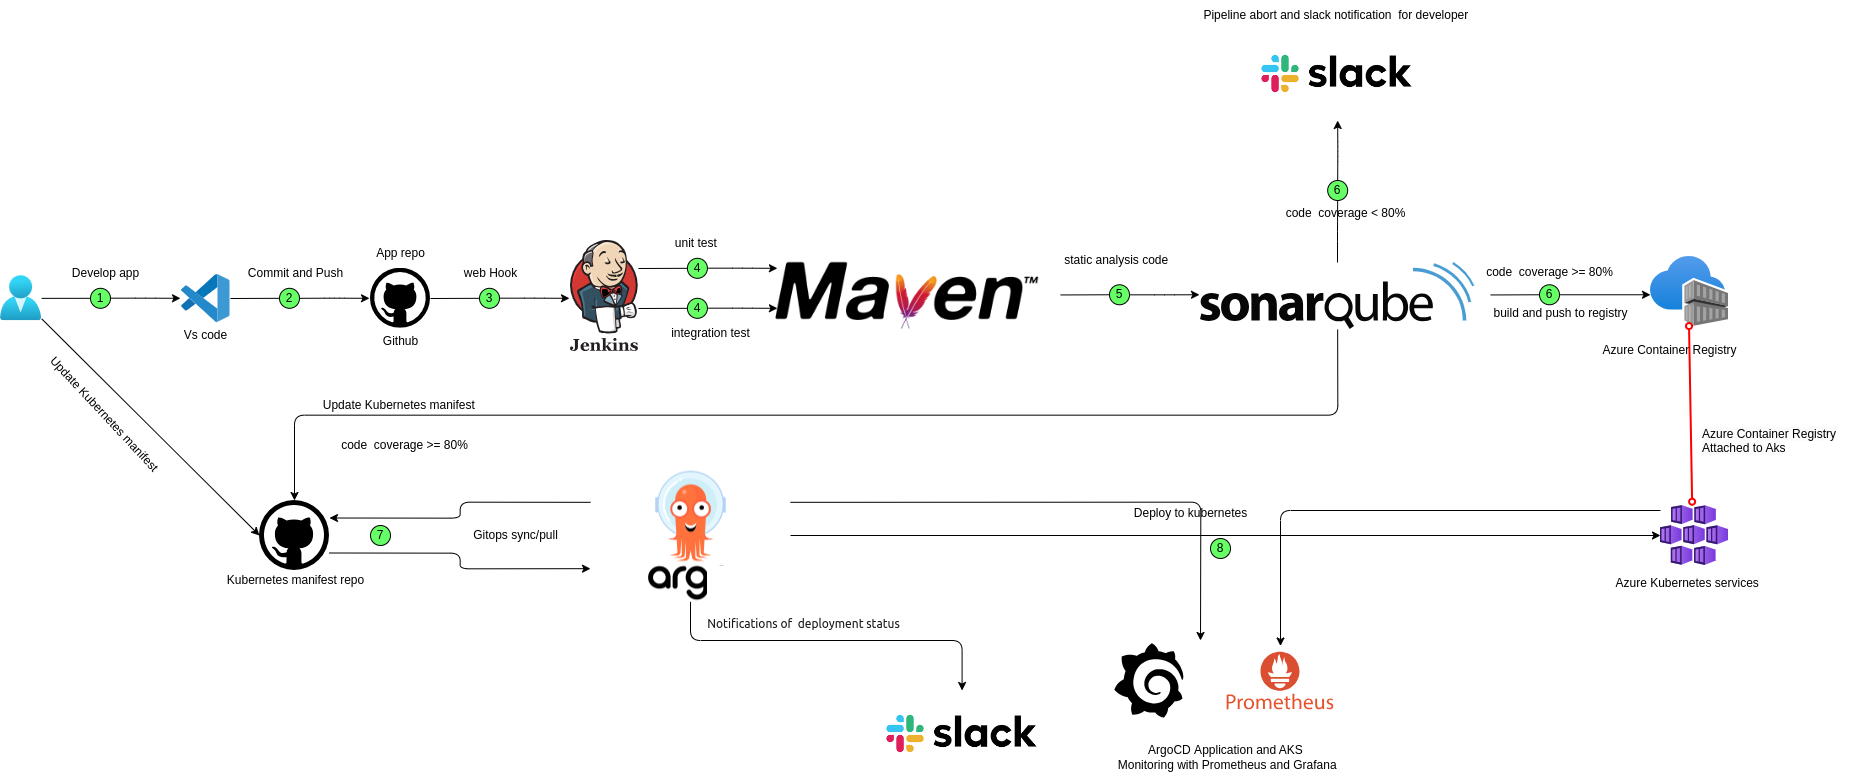 Pipeline abort and slack notification  for developer
slack
6
code  coverage < 80%
Develop app
1
Vs code
Commit and Push
2
App repo
Github
web Hook
3
Jenkins
unit test
4
4
integration test
Maven™
static analysis code
5
sonarqube
code  coverage >= 80%
6
build and push to registry
Azure Container Registry
Update Kubernetes manifest
Update Kubernetes manifest
code  coverage >= 80%
Azure Container Registry
Attached to Aks
7
Kubernetes manifest repo
Gitops sync/pull
arg
Deploy to kubernetes
8
Azure Kubernetes services
Notifications of  deployment status
slack
Prometheus
ArgoCD Application and AKS
Monitoring with Prometheus and Grafana